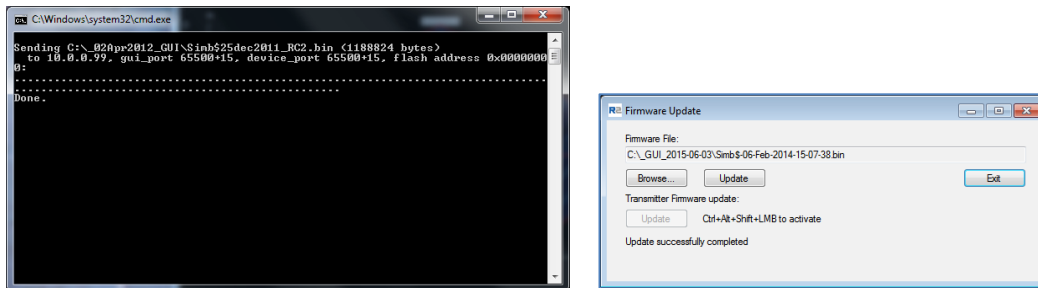 C:\Windows\system32\cmd.exe
Sending C:\_02Apr2012_GUI\Simb$25dec2011_RC2.bin (1188824 bytes)
to 10.0.0.99, gui_port 65500+15, device_port 65500+15, flash address 0x0000000
0:
................................................................................
.................................................
Done.
R2 Firmware Update
Firmware File:
C:\_GUI_2015-06-03\Simb$-06-Feb-2014-15-07-38.bin
Browse... Update Exit
Transmitter Firmware update:
Update Ctrl+Alt+Shift+LMB to activate
Update successfully completed